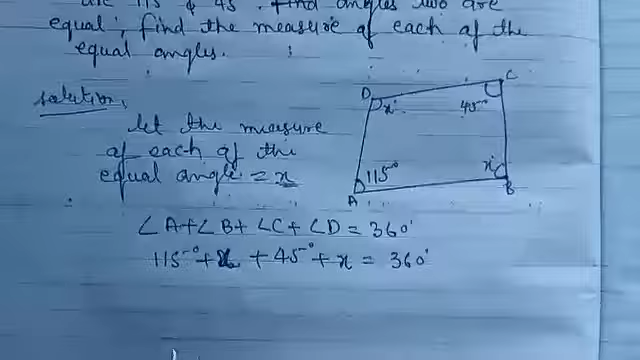 are 115° & 45°. Find angles two are
equal, find the measure of each of the
equal angles.
Solution,
Let the measure
of each of the
equal angle = x
D
x°
C
45°
115°
A
x°
B
∠A+∠B+∠C+∠D = 360°
115° + x + 45° + x = 360°